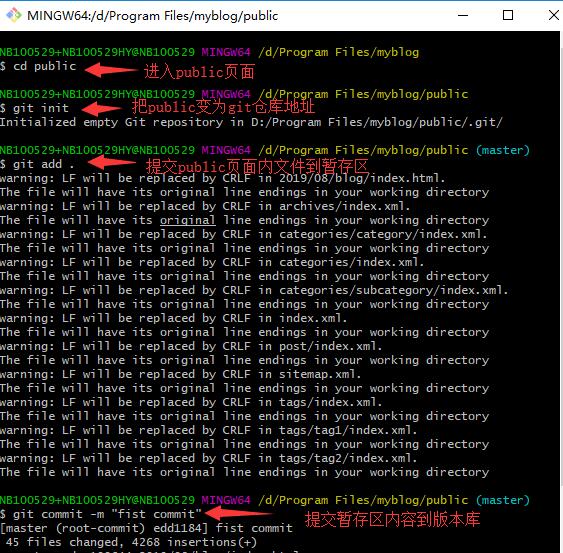 MINGW64:/d/Program Files/myblog/public
NB100529+NB100529HY@NB100529 MINGW64 /d/Program Files/myblog
$ cd public 进入public页面
NB100529+NB100529HY@NB100529 MINGW64 /d/Program Files/myblog/public
$ git init 把public变为git仓库地址
Initialized empty Git repository in D:/Program Files/myblog/public/.git/
NB100529+NB100529HY@NB100529 MINGW64 /d/Program Files/myblog/public (master)
$ git add . 提交public页面内文件到暂存区
warning: LF will be replaced by CRLF in 2019/08/blog/index.html.
The file will have its original line endings in your working directory
warning: LF will be replaced by CRLF in archives/index.xml.
The file will have its original line endings in your working directory
warning: LF will be replaced by CRLF in categories/category/index.xml.
The file will have its original line endings in your working directory
warning: LF will be replaced by CRLF in categories/index.xml.
The file will have its original line endings in your working directory
warning: LF will be replaced by CRLF in categories/subcategory/index.xml.
The file will have its original line endings in your working directory
warning: LF will be replaced by CRLF in index.xml.
The file will have its original line endings in your working directory
warning: LF will be replaced by CRLF in post/index.xml.
The file will have its original line endings in your working directory
warning: LF will be replaced by CRLF in sitemap.xml.
The file will have its original line endings in your working directory
warning: LF will be replaced by CRLF in tags/index.xml.
The file will have its original line endings in your working directory
warning: LF will be replaced by CRLF in tags/tag1/index.xml.
The file will have its original line endings in your working directory
warning: LF will be replaced by CRLF in tags/tag2/index.xml.
The file will have its original line endings in your working directory
NB100529+NB100529HY@NB100529 MINGW64 /d/Program Files/myblog/public (master)
$ git commit -m "fist commit" 提交暂存区内容到版本库
[master (root-commit) edd1184] fist commit
45 files changed, 4268 insertions(+)